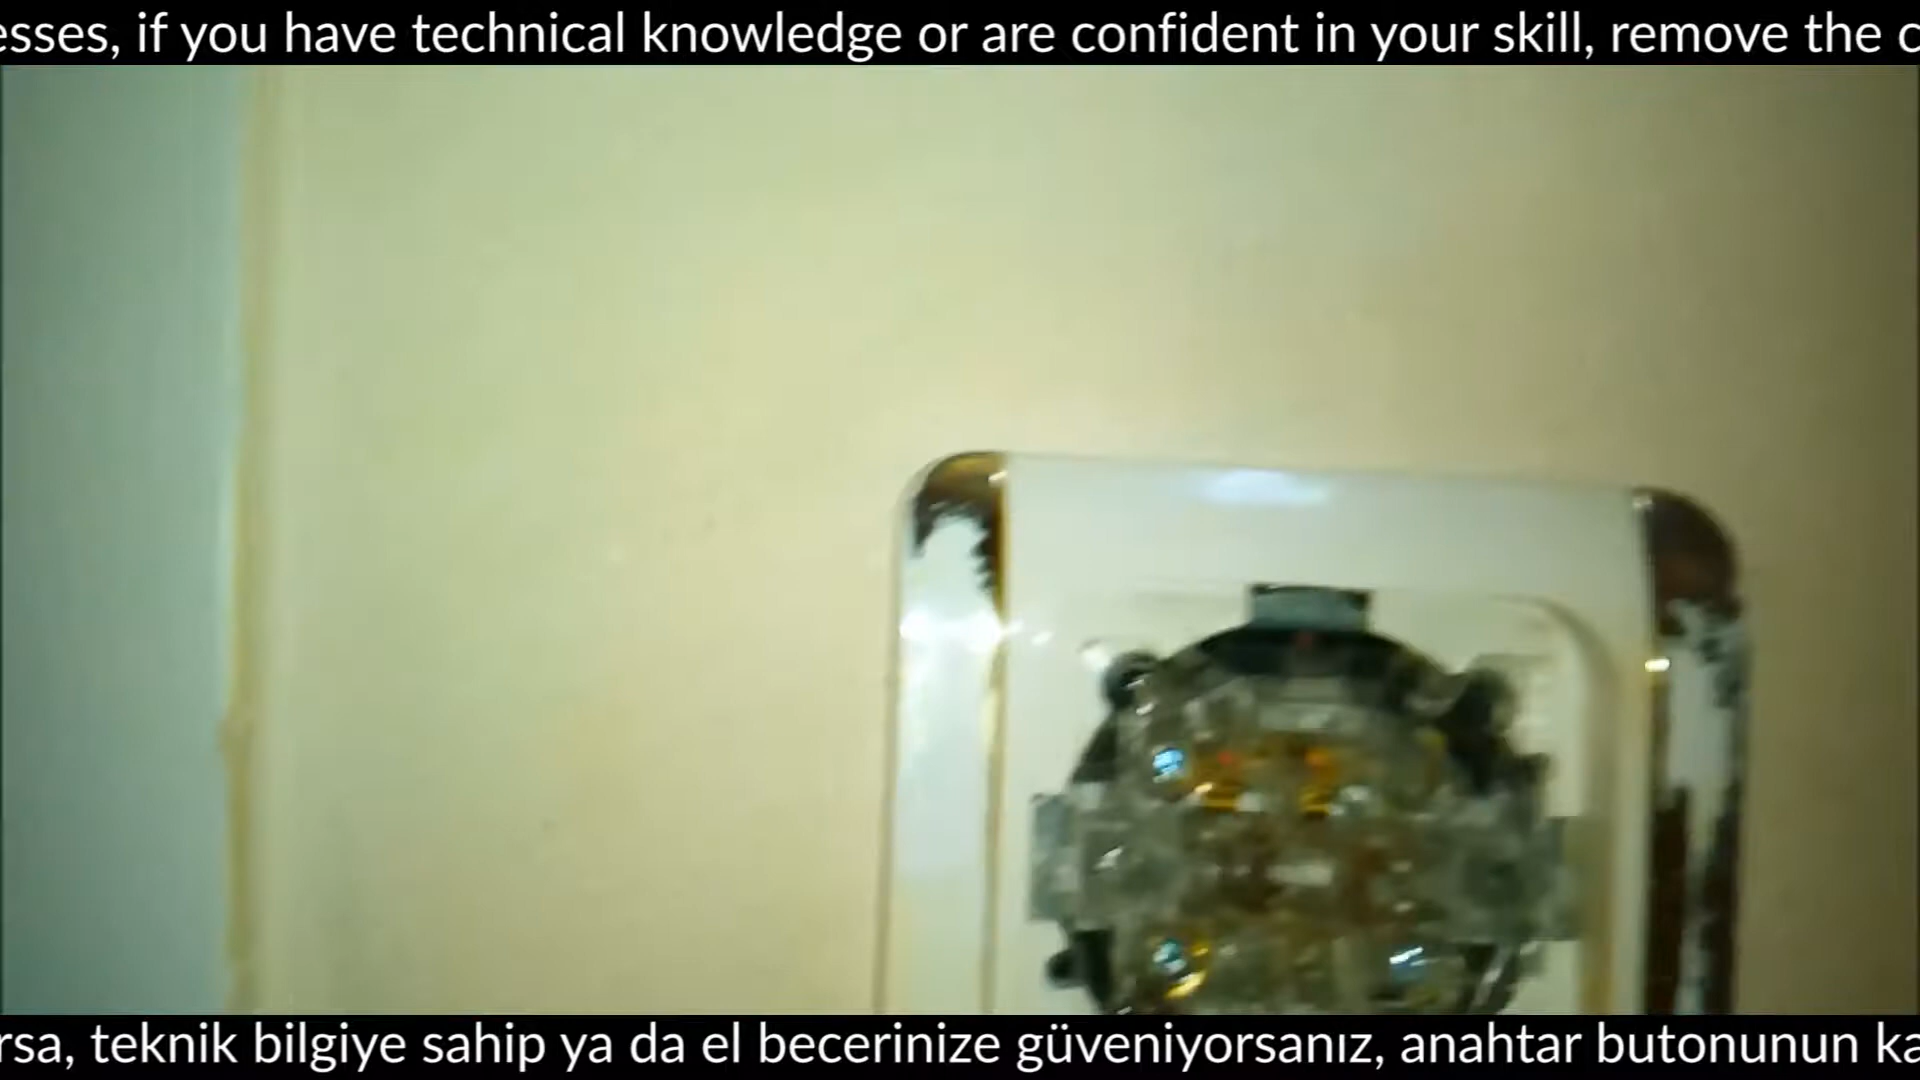 esses, if you have technical knowledge or are confident in your skill, remove the c
rsa, teknik bilgiye sahip ya da el becerinize güveniyorsanız, anahtar butonunun ka